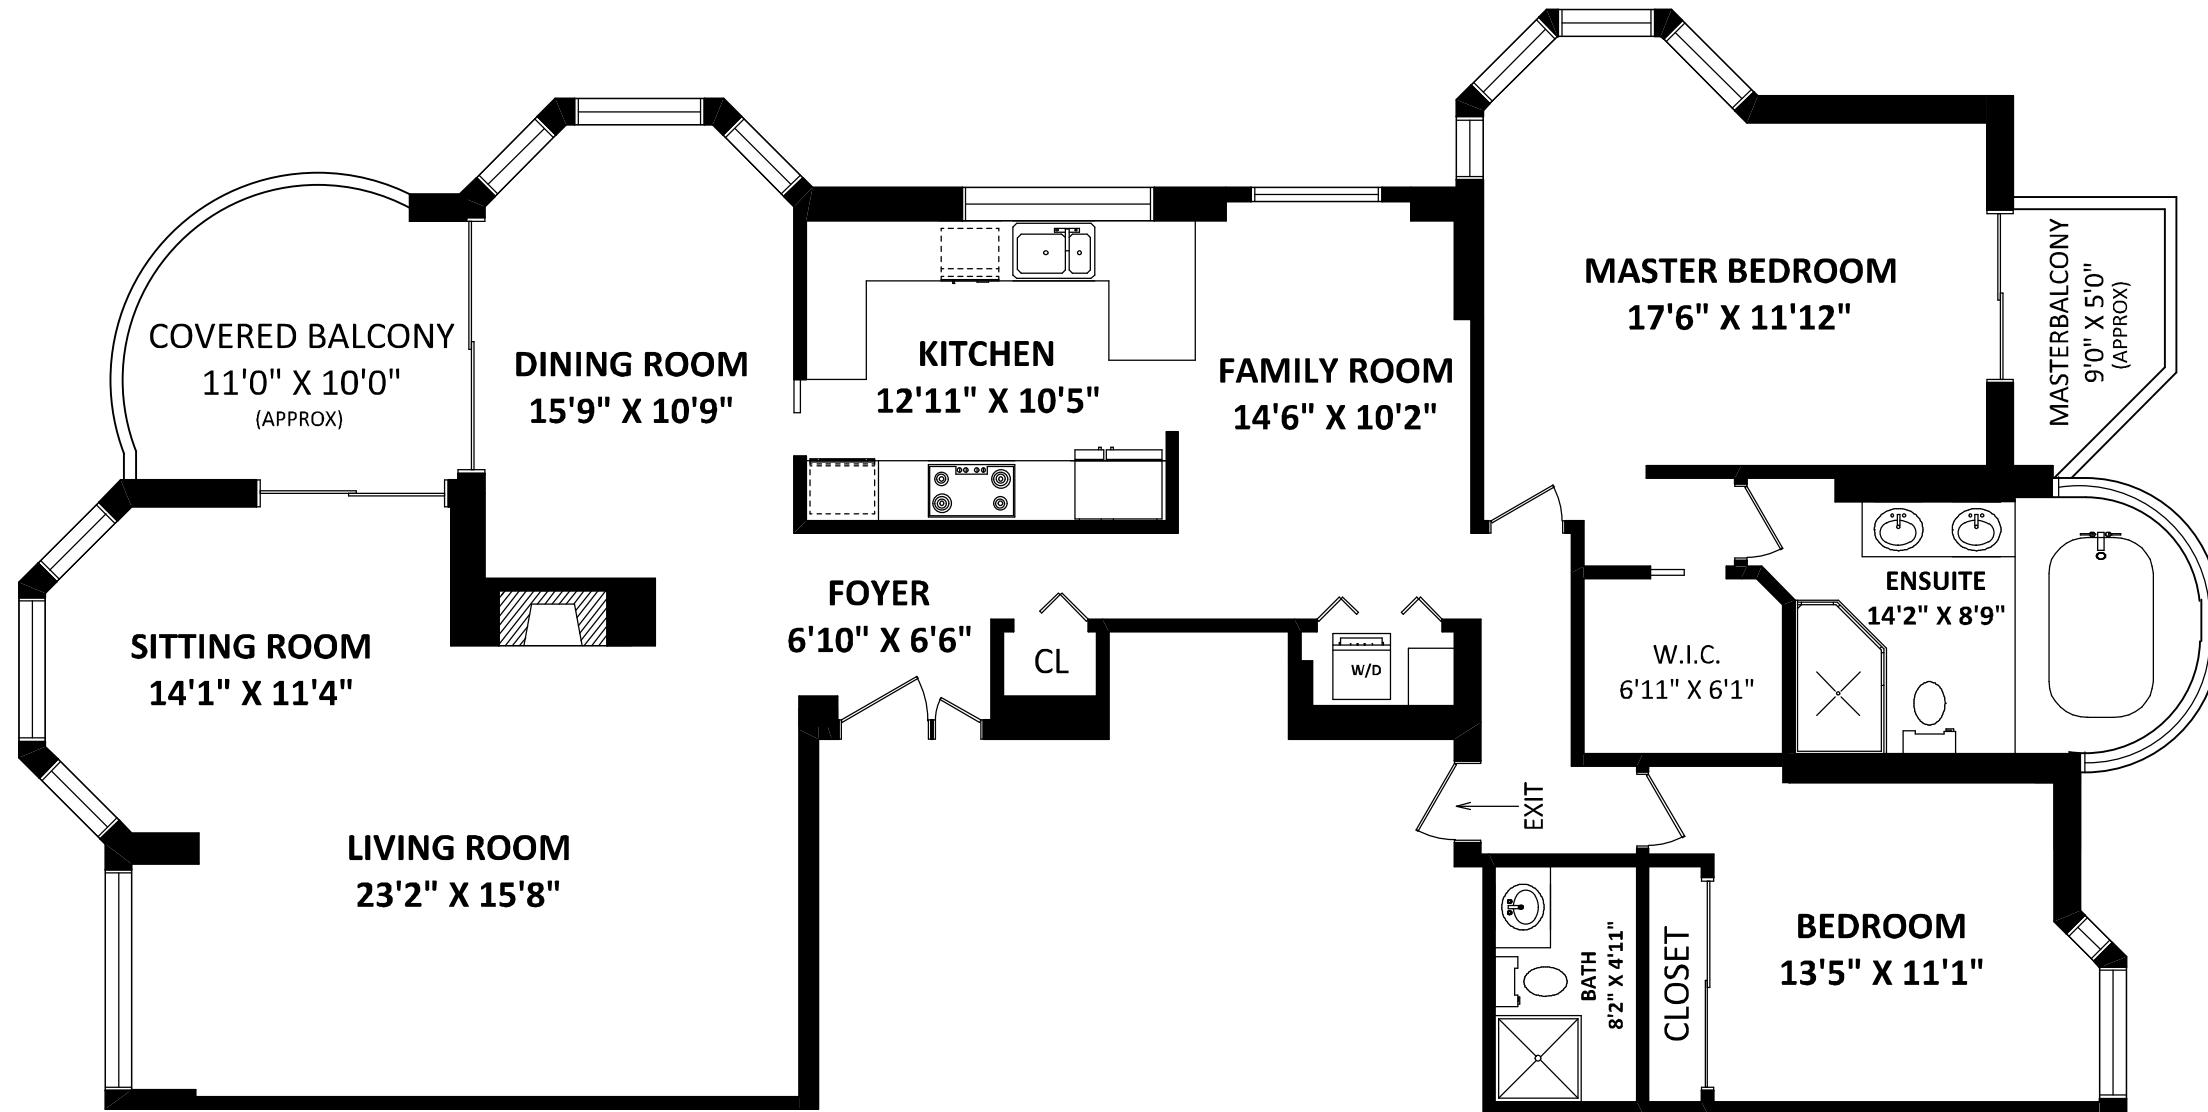 COVERED BALCONY
11'0" X 10'0"
(APPROX)
DINING ROOM
15'9" X 10'9"
KITCHEN
12'11" X 10'5"
FAMILY ROOM
14'6" X 10'2"
MASTER BEDROOM
17'6" X 11'12"
MASTERBALCONY
9'0" X 5'0"
(APPROX)
SITTING ROOM
14'1" X 11'4"
FOYER
6'10" X 6'6"
CL
W/D
W.I.C.
6'11" X 6'1"
ENSUITE
14'2" X 8'9"
LIVING ROOM
23'2" X 15'8"
EXIT
BATH
8'2" X 4'11"
CLOSET
BEDROOM
13'5" X 11'1"